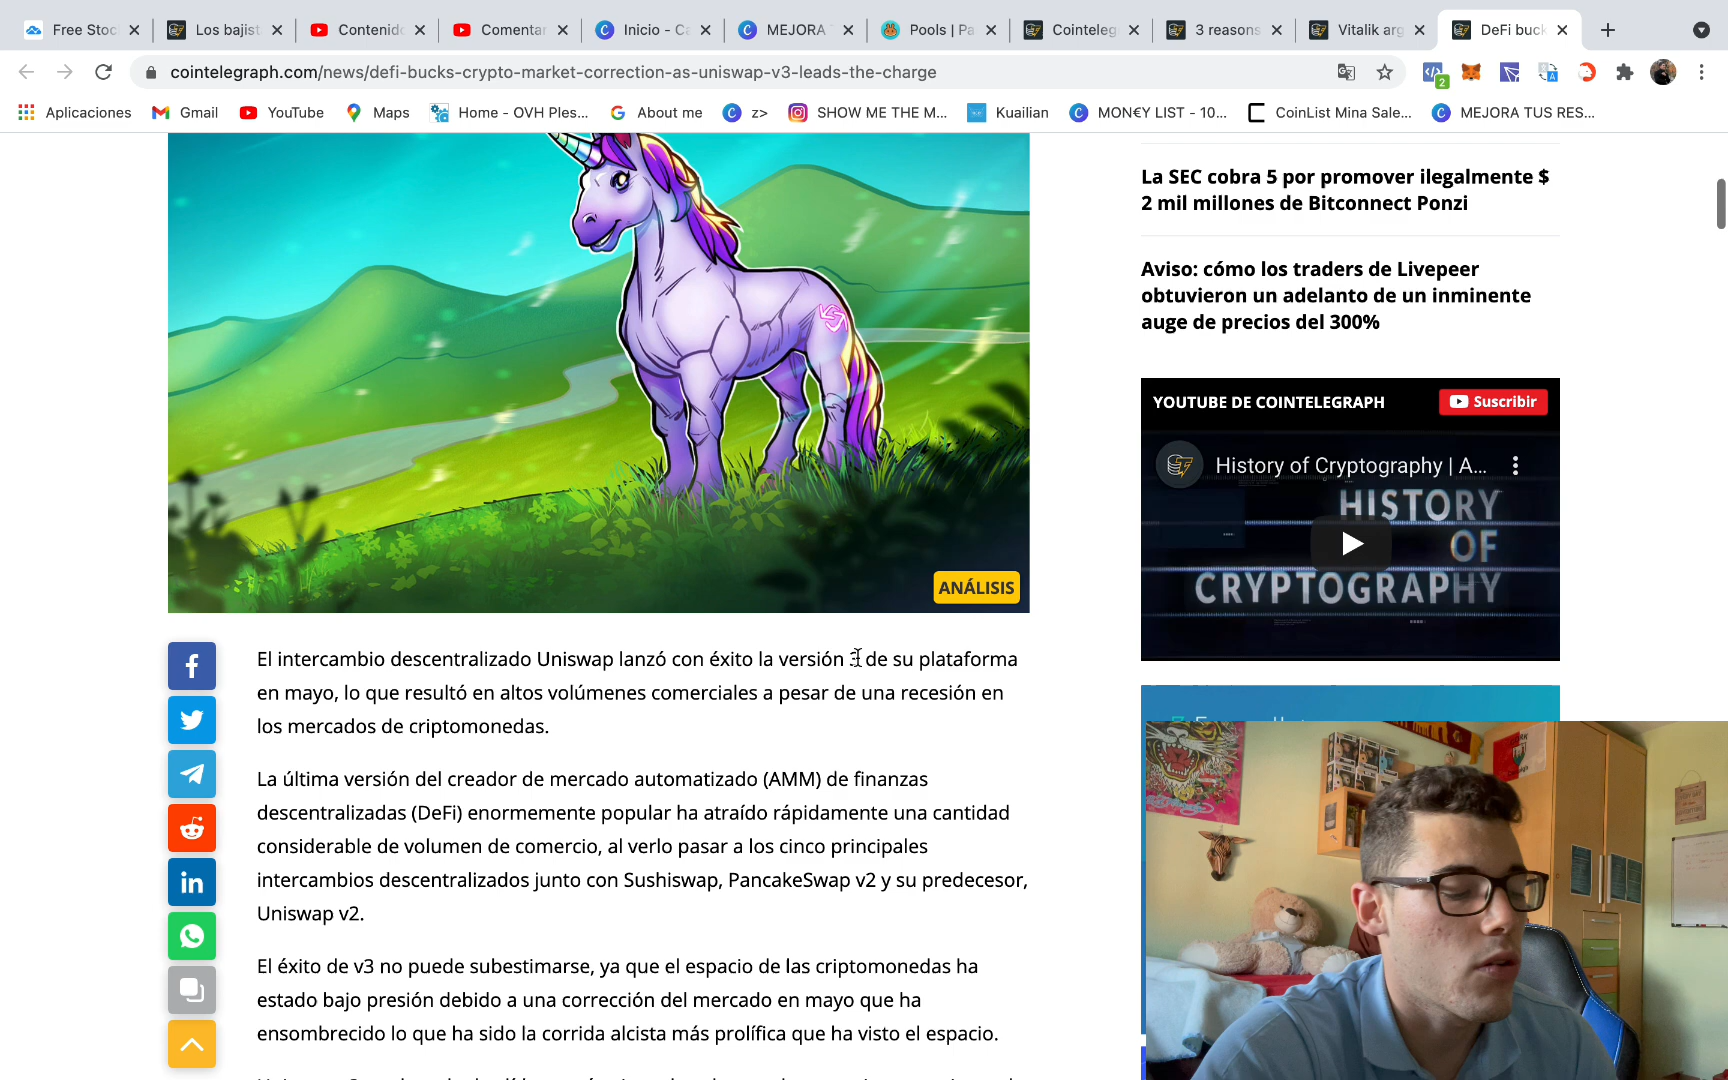 Free Stoc
Los bajist
Contenido
Comentar
Inicio - Ca
MEJORA T
Pools | Pa
Cointeleg
3 reasons
Vitalik arg
DeFi buck
cointelegraph.com/news/defi-bucks-crypto-market-correction-as-uniswap-v3-leads-the-charge
2
Aplicaciones
Gmail
YouTube
Maps
Home - OVH Ples...
About me
z>
SHOW ME THE M...
Kuailian
MON€Y LIST - 10...
CoinList Mina Sale...
MEJORA TUS RES...
ANÁLISIS
El intercambio descentralizado Uniswap lanzó con éxito la versión 3 de su plataforma
en mayo, lo que resultó en altos volúmenes comerciales a pesar de una recesión en
los mercados de criptomonedas.
La última versión del creador de mercado automatizado (AMM) de finanzas
descentralizadas (DeFi) enormemente popular ha atraído rápidamente una cantidad
considerable de volumen de comercio, al verlo pasar a los cinco principales
intercambios descentralizados junto con Sushiswap, PancakeSwap v2 y su predecesor,
Uniswap v2.
El éxito de v3 no puede subestimarse, ya que el espacio de las criptomonedas ha
estado bajo presión debido a una corrección del mercado en mayo que ha
ensombrecido lo que ha sido la corrida alcista más prolífica que ha visto el espacio.
La SEC cobra 5 por promover ilegalmente $
2 mil millones de Bitconnect Ponzi
Aviso: cómo los traders de Livepeer
obtuvieron un adelanto de un inminente
auge de precios del 300%
YOUTUBE DE COINTELEGRAPH
Suscribir
History of Cryptography | A...
HISTORY
OF
CRYPTOGRAPHY